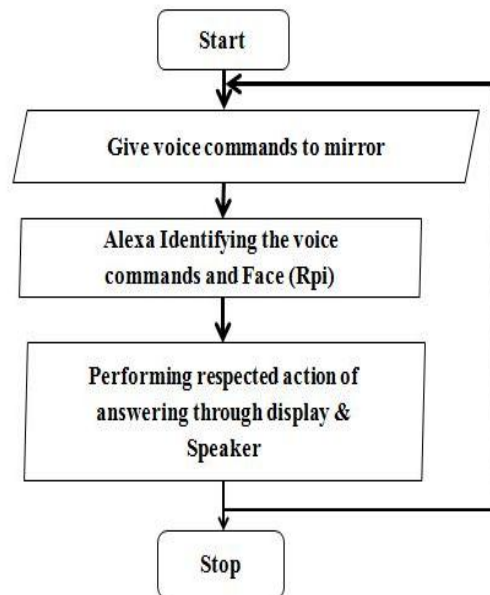 Start
Give voice commands to mirror
Alexa Identifying the voice
commands and Face (Rpi)
Performing respected action of
answering through display &
Speaker
Stop